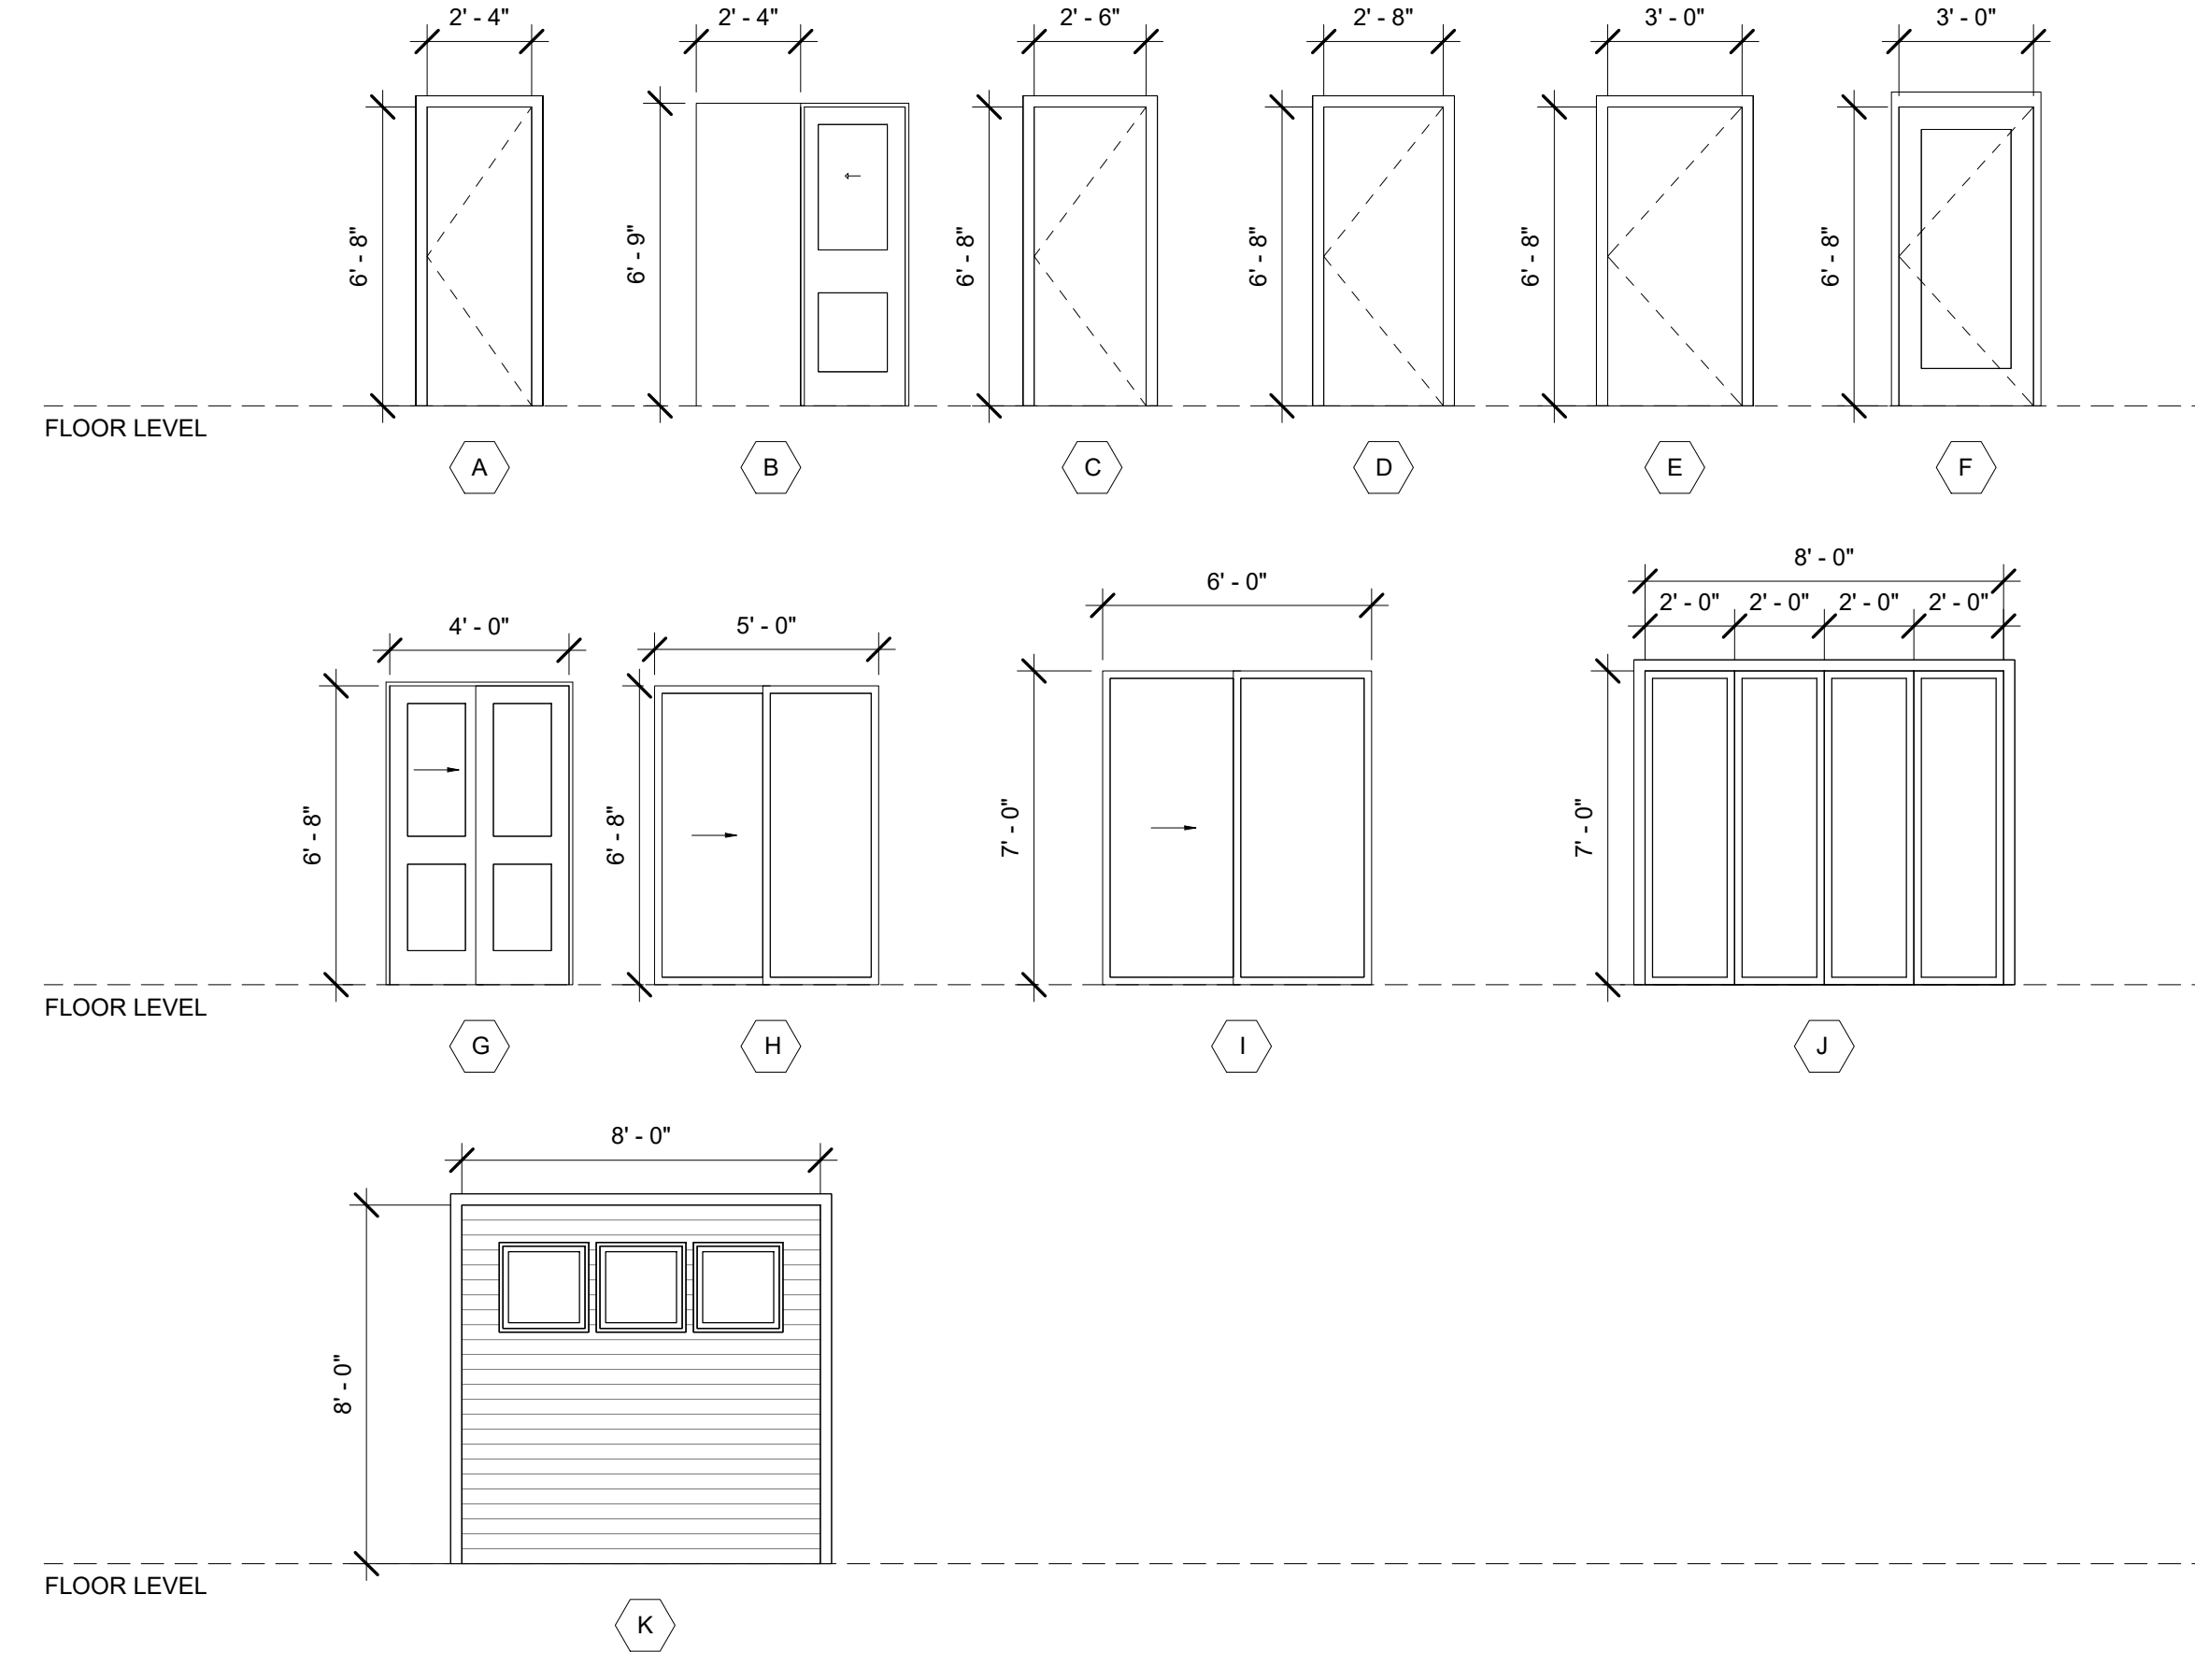 2' - 4"
2' - 4"
2' - 6"
2' - 8"
3' - 0"
3' - 0"
6' - 8"
6' - 9"
6' - 8"
6' - 8"
6' - 8"
6' - 8"
FLOOR LEVEL
A
B
C
D
E
F
4' - 0"
5' - 0"
6' - 0"
8' - 0"
2' - 0"
2' - 0"
2' - 0"
2' - 0"
6' - 8"
6' - 8"
7' - 0"
7' - 0"
FLOOR LEVEL
G
H
I
J
8' - 0"
8' - 0"
FLOOR LEVEL
K